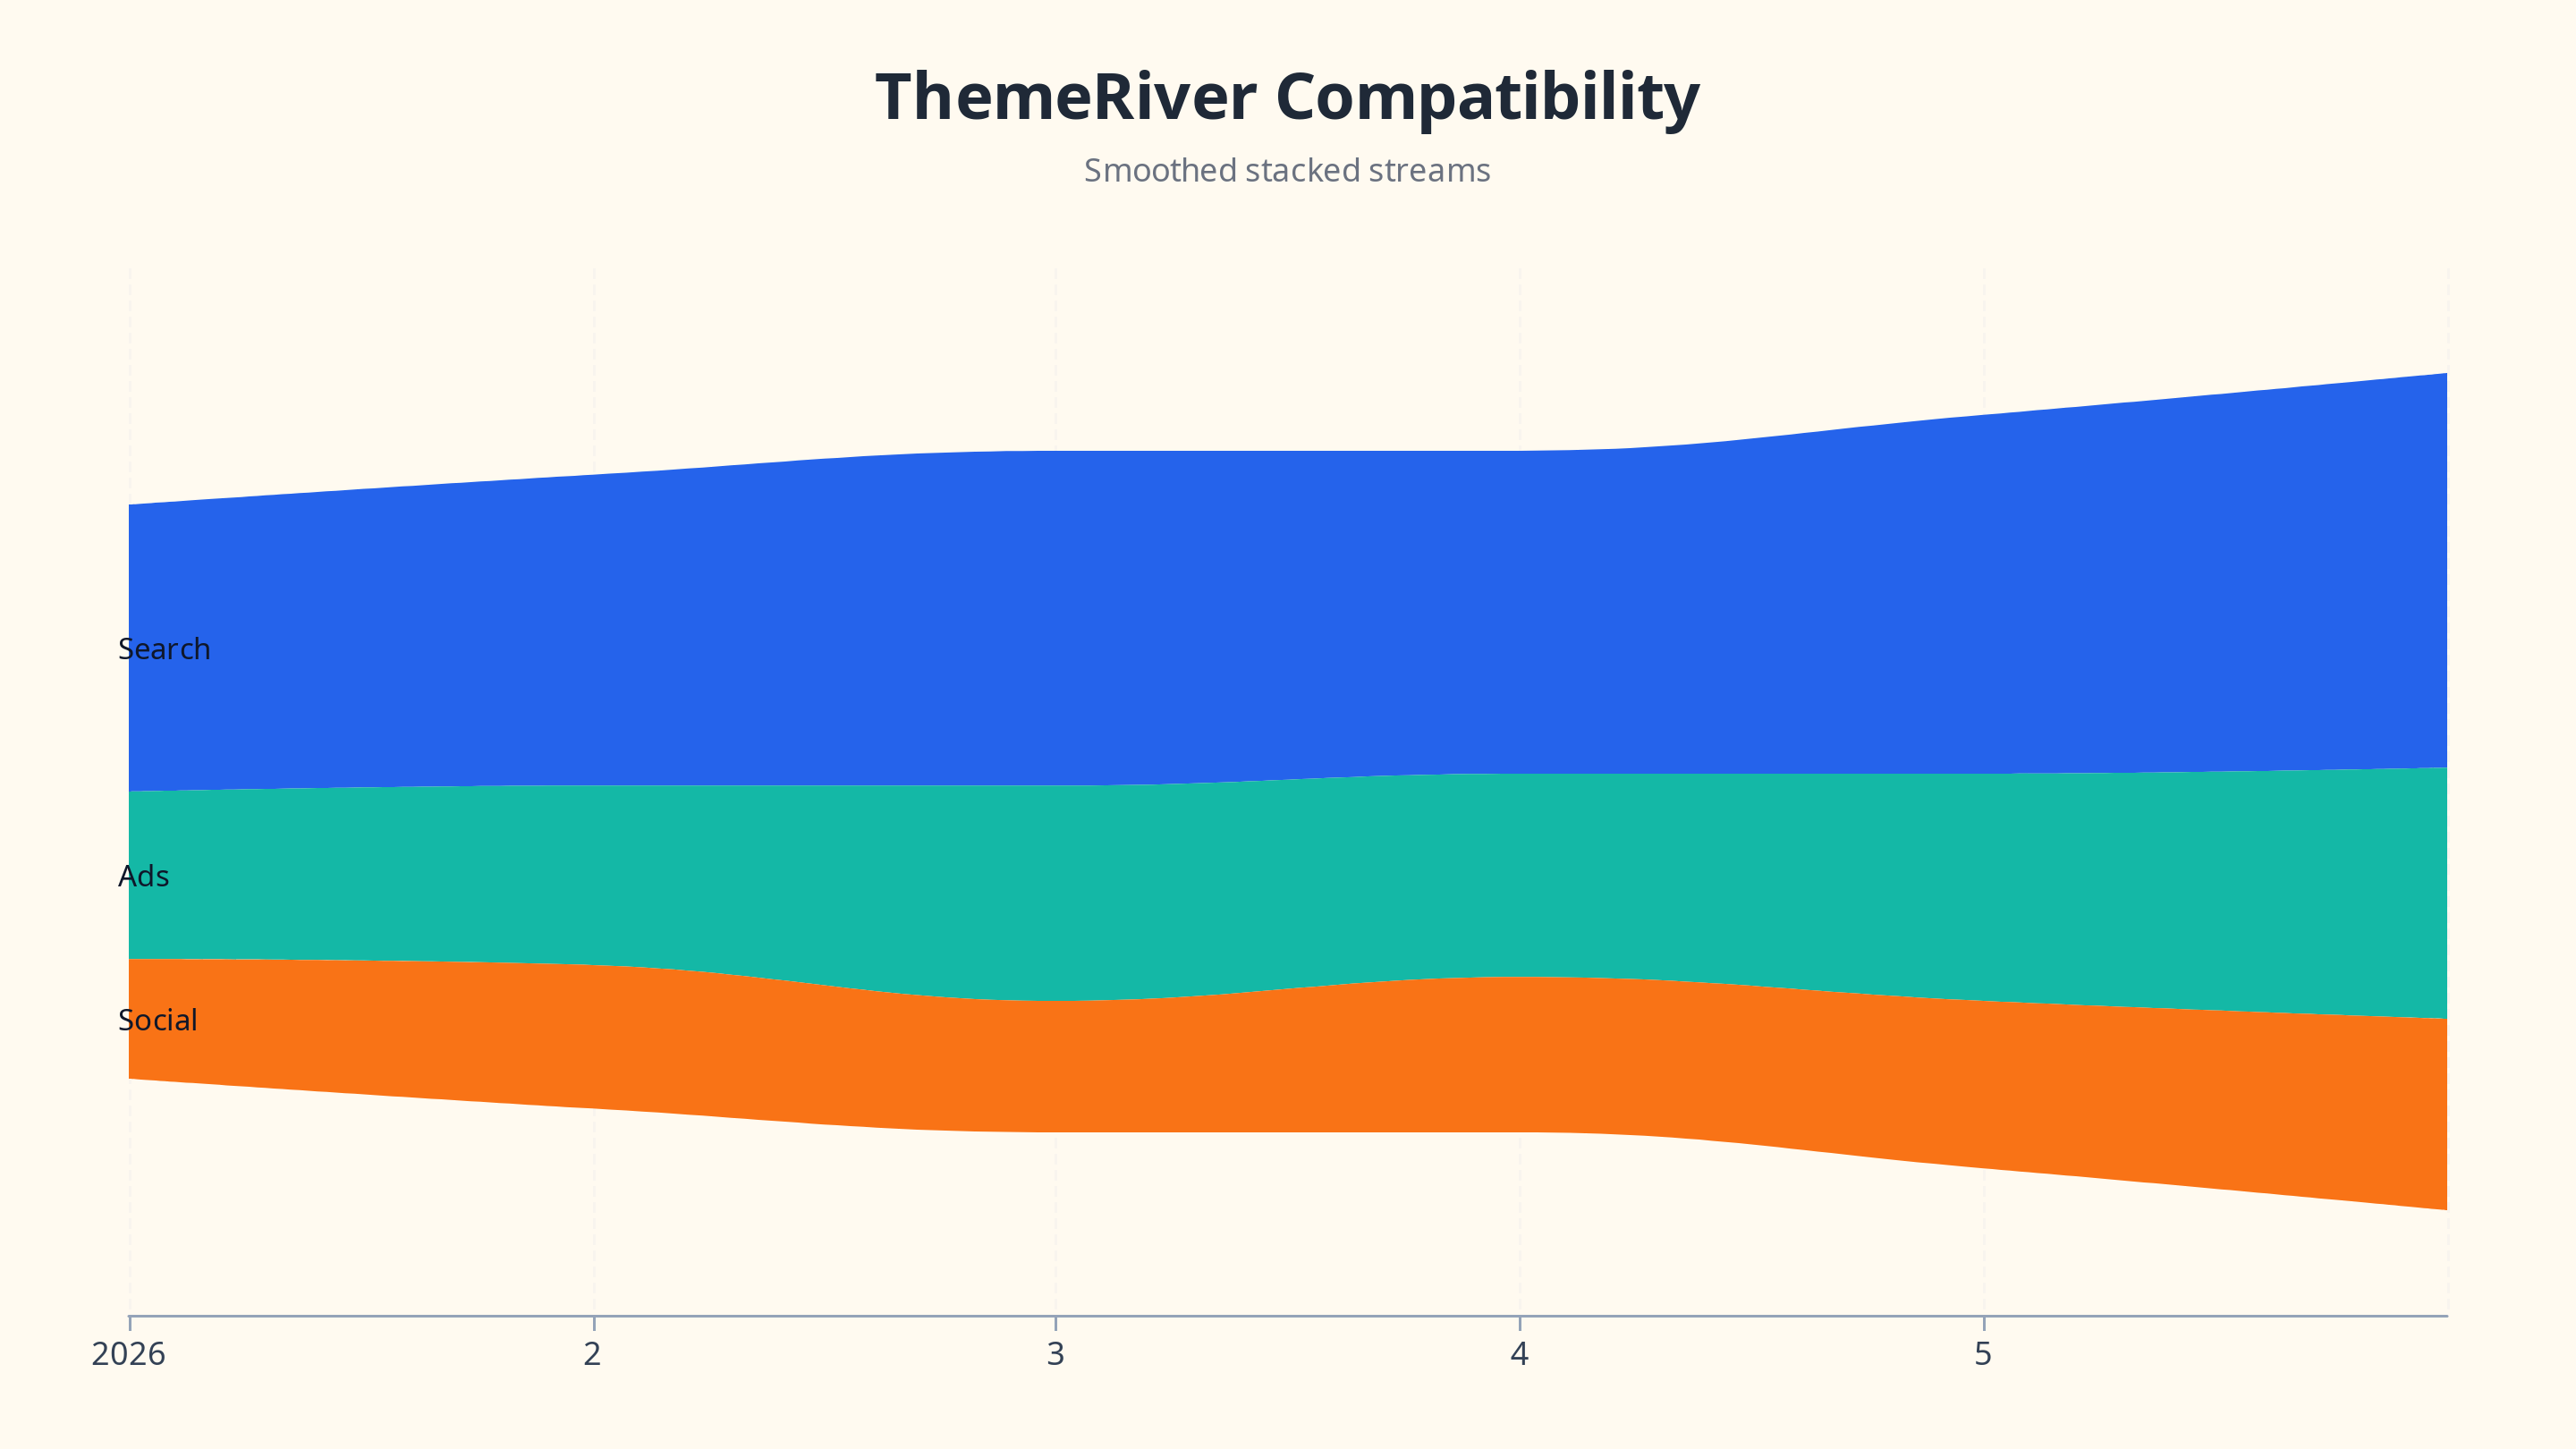 ThemeRiver Compatibility
Smoothed stacked streams
Search
Ads
Social
2026 2 3 4 5